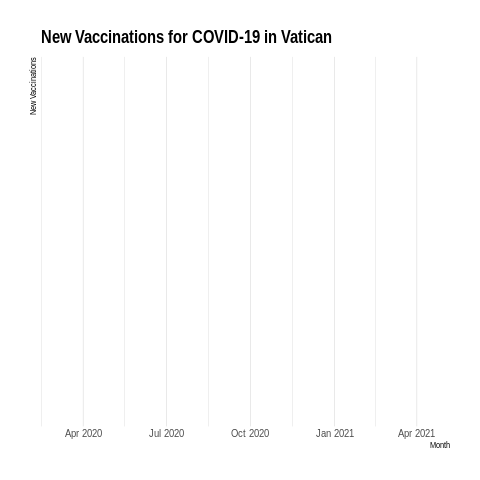 New Vaccinations for COVID-19 in Vatican
New Vaccinations
Apr 2020 Jul 2020 Oct 2020 Jan 2021 Apr 2021
Month